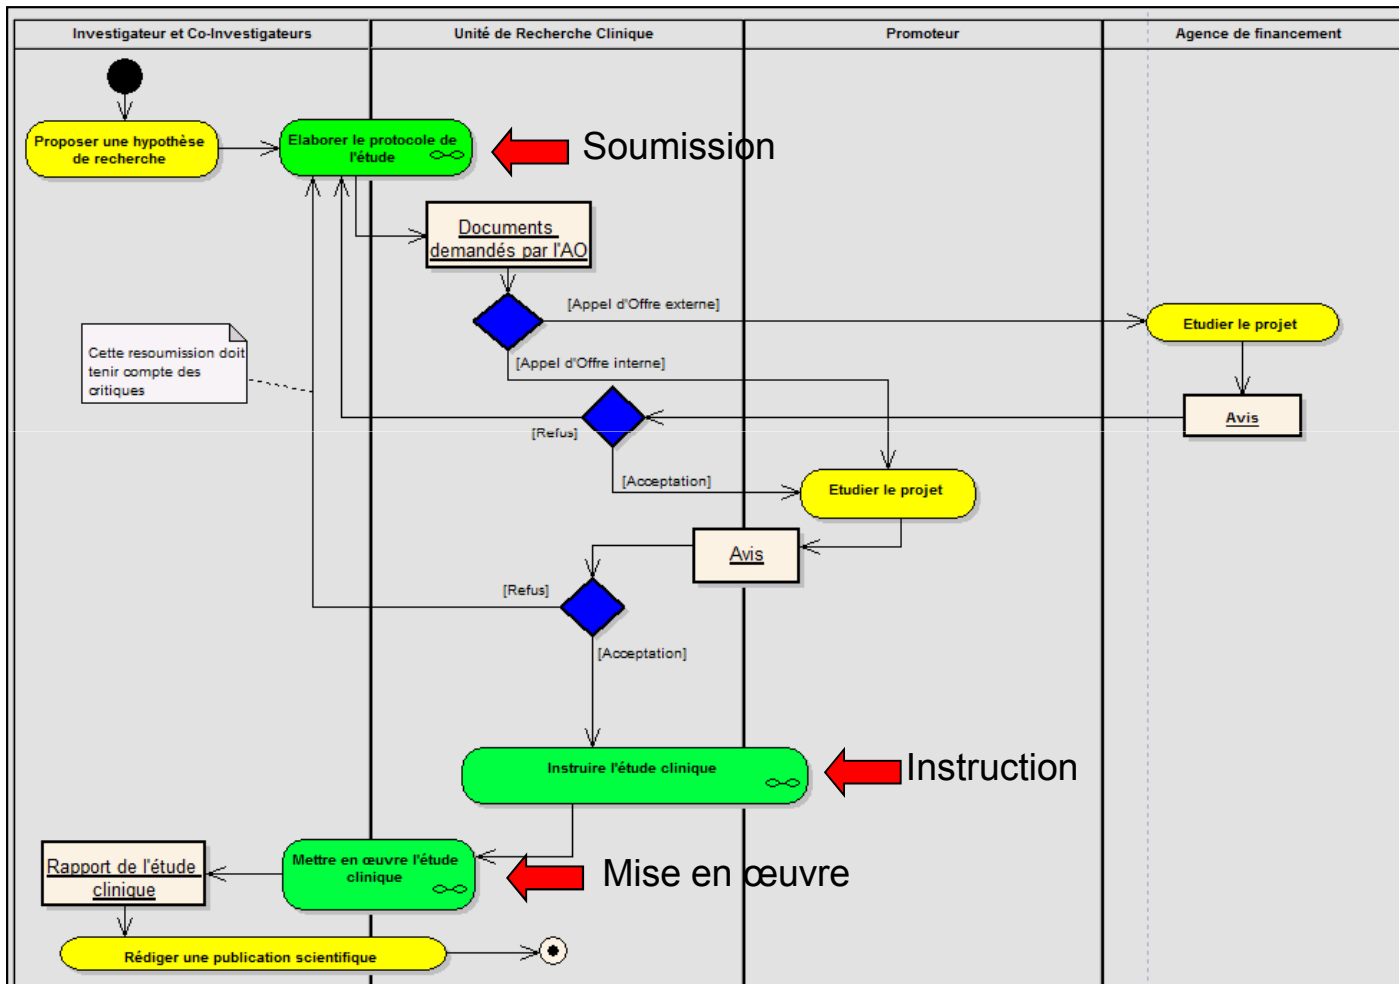 Investigateur et Co-Investigateurs
Unité de Recherche Clinique
Promoteur
Agence de financement
Proposer une hypothèse
de recherche
Elaborer le protocole de
l'étude
Soumission
Documents
demandés par l'AO
[Appel d'Offre externe]
Etudier le projet
[Appel d'Offre interne]
Cette resoumission doit
tenir compte des
critiques
Avis
[Refus]
[Acceptation]
Etudier le projet
Avis
[Refus]
[Acceptation]
Instruire l'étude clinique
Instruction
Mettre en œuvre l'étude
clinique
Mise en œuvre
Rapport de l'étude
clinique
Rédiger une publication scientifique